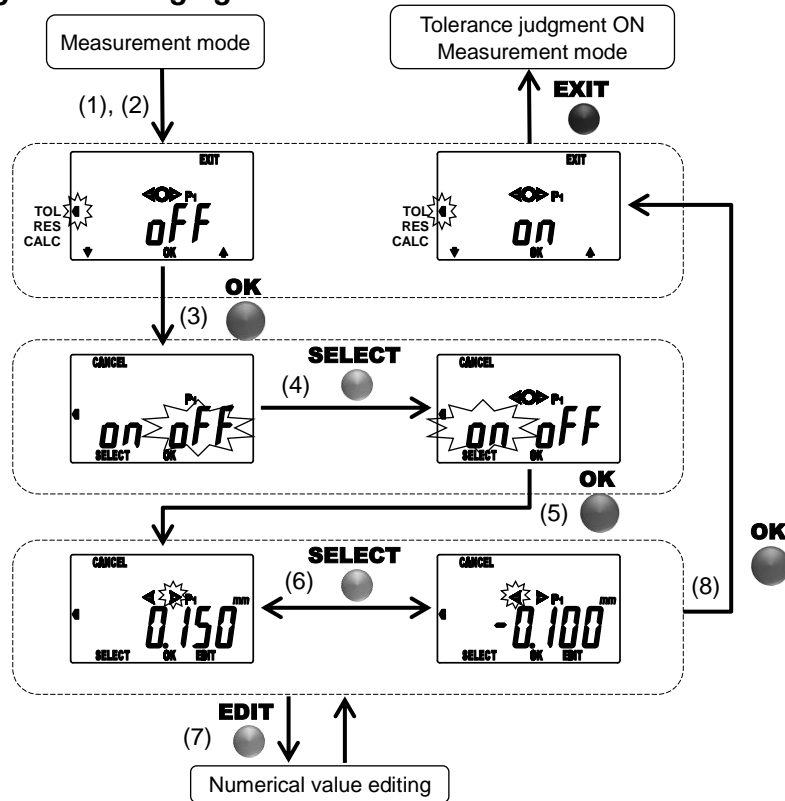 Measurement mode
Tolerance judgment ON
Measurement mode
(1), (2)
EXIT
EXIT
P1
TOL
RES
CALC
oFF
OK
EXIT
P1
TOL
RES
CALC
on
OK
(3)
OK
CANCEL
P1
on oFF
SELECT OK
(4)
SELECT
CANCEL
P1
on oFF
SELECT OK
(5)
OK
CANCEL
P1
mm
0.150
SELECT OK EDIT
(6)
SELECT
CANCEL
P1
mm
-0.100
SELECT OK EDIT
(8)
OK
(7)
EDIT
Numerical value editing